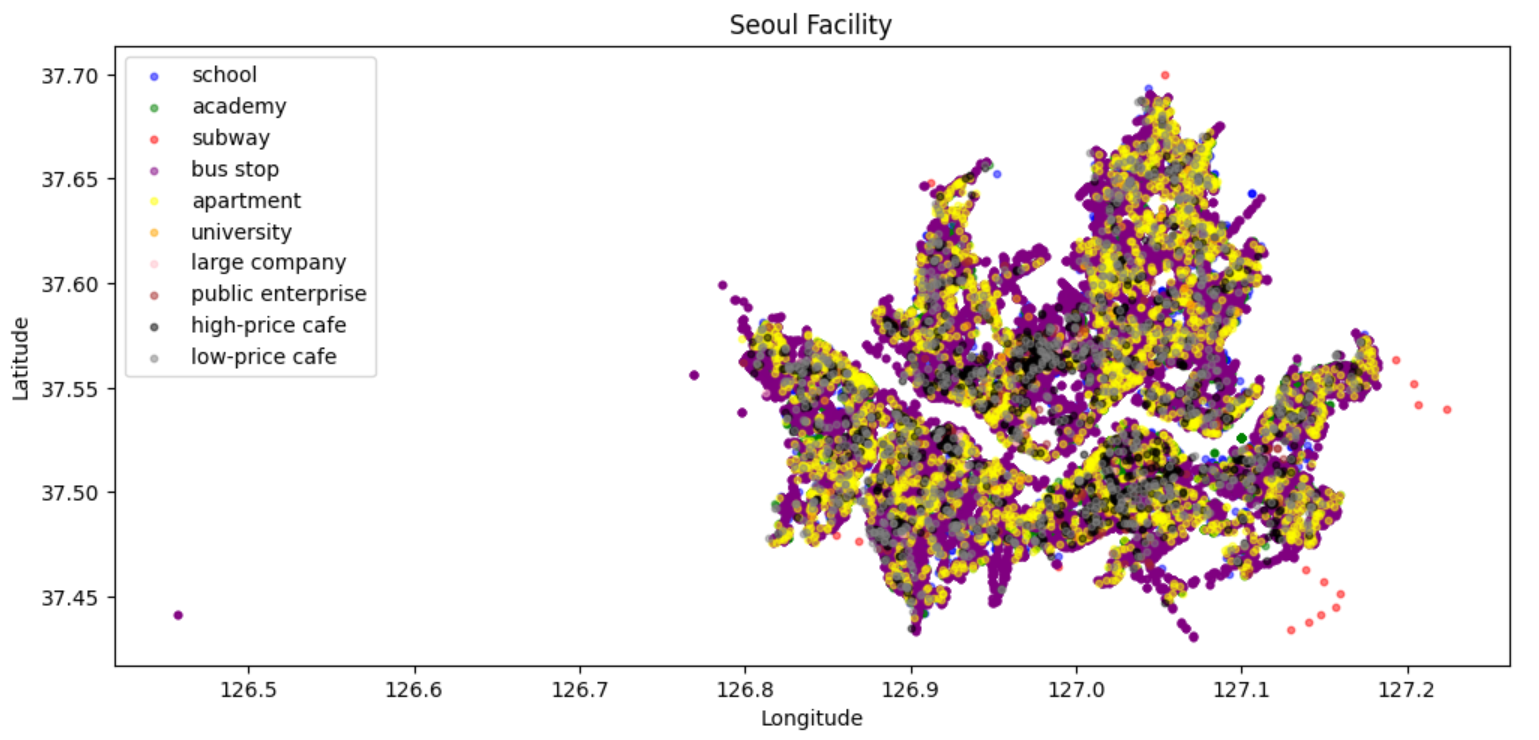 Seoul Facility
school
academy
subway
bus stop
apartment
university
large company
public enterprise
high-price cafe
low-price cafe
37.70
37.65
37.60
37.55
37.50
37.45
Latitude
126.5 126.6 126.7 126.8 126.9 127.0 127.1 127.2
Longitude